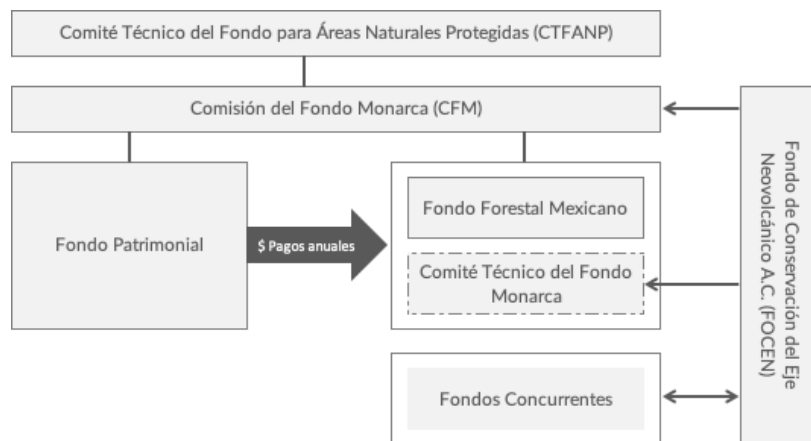 Comité Técnico del Fondo para Áreas Naturales Protegidas (CTFANP)
Comisión del Fondo Monarca (CFM)
Fondo Patrimonial
$ Pagos anuales
Fondo Forestal Mexicano
Comité Técnico del Fondo
Monarca
Fondos Concurrentes
Fondo de Conservación del Eje
Neovolcánico A.C. (FOCEN)